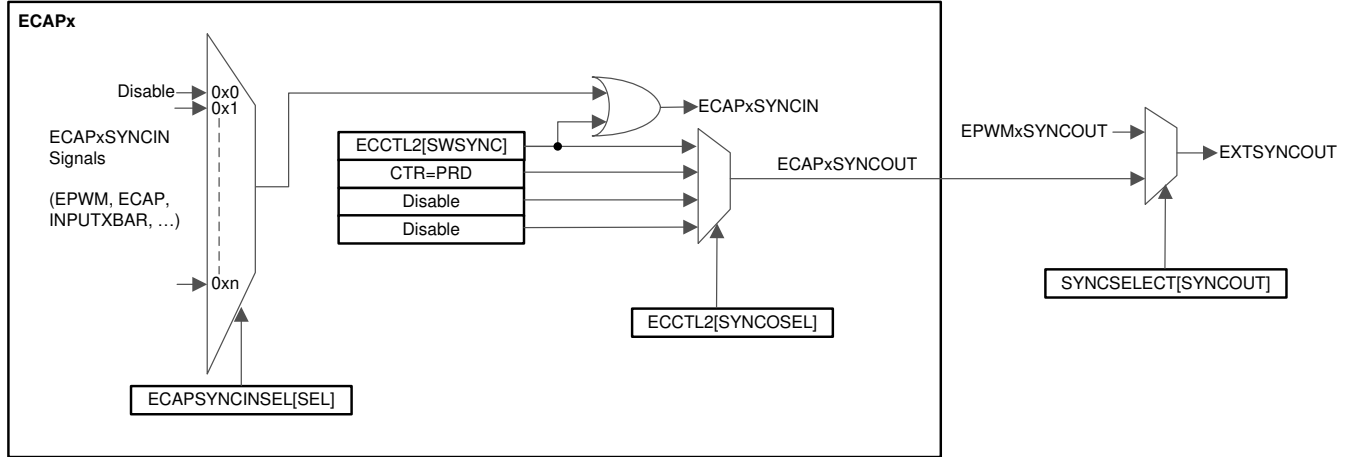 ECAPx
Disable
0x0
0x1
ECAPxSYNCIN
Signals
(EPWM, ECAP,
INPUTXBAR, …)
0xn
ECAPSYNCINSEL[SEL]
ECAPxSYNCIN
ECCTL2[SWSYNC]
CTR=PRD
Disable
Disable
ECAPxSYNCOUT
ECCTL2[SYNCOSEL]
EPWMxSYNCOUT
EXTSYNCOUT
SYNCSELECT[SYNCOUT]